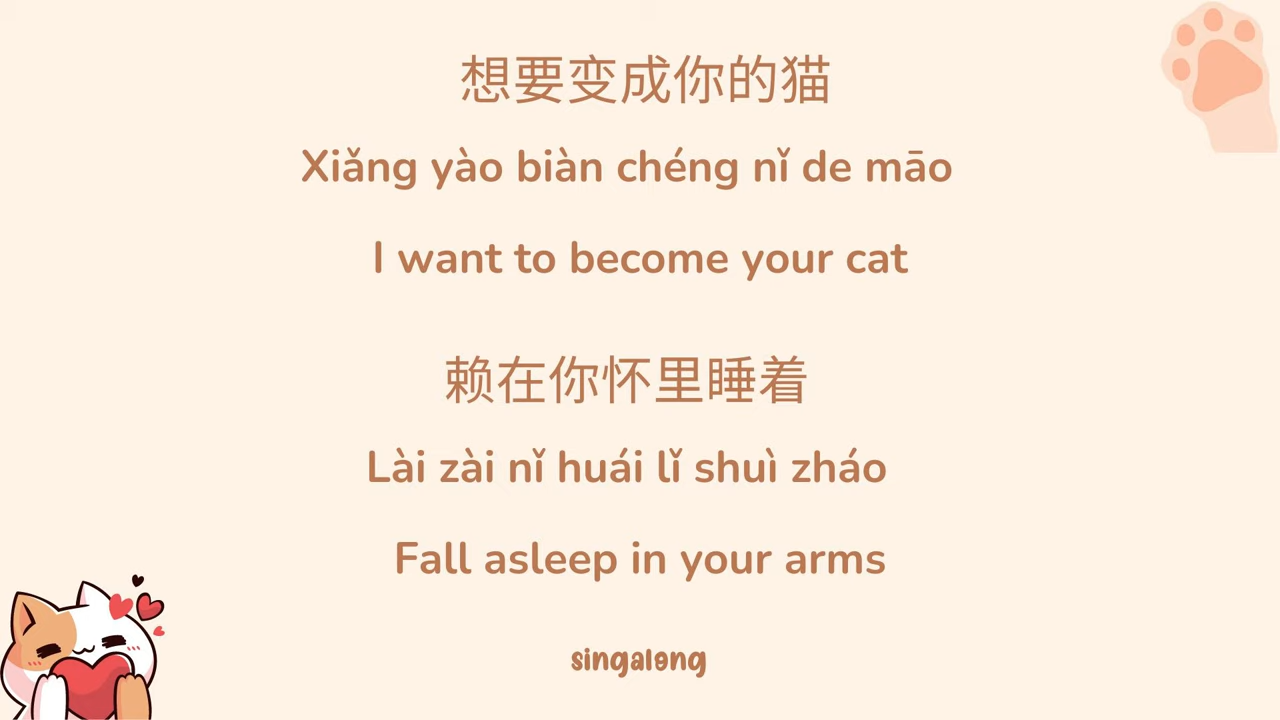 想要变成你的猫
Xiǎng yào biàn chéng nǐ de māo
I want to become your cat
赖在你怀里睡着
Lài zài nǐ huái lǐ shuì zháo
Fall asleep in your arms
singalong